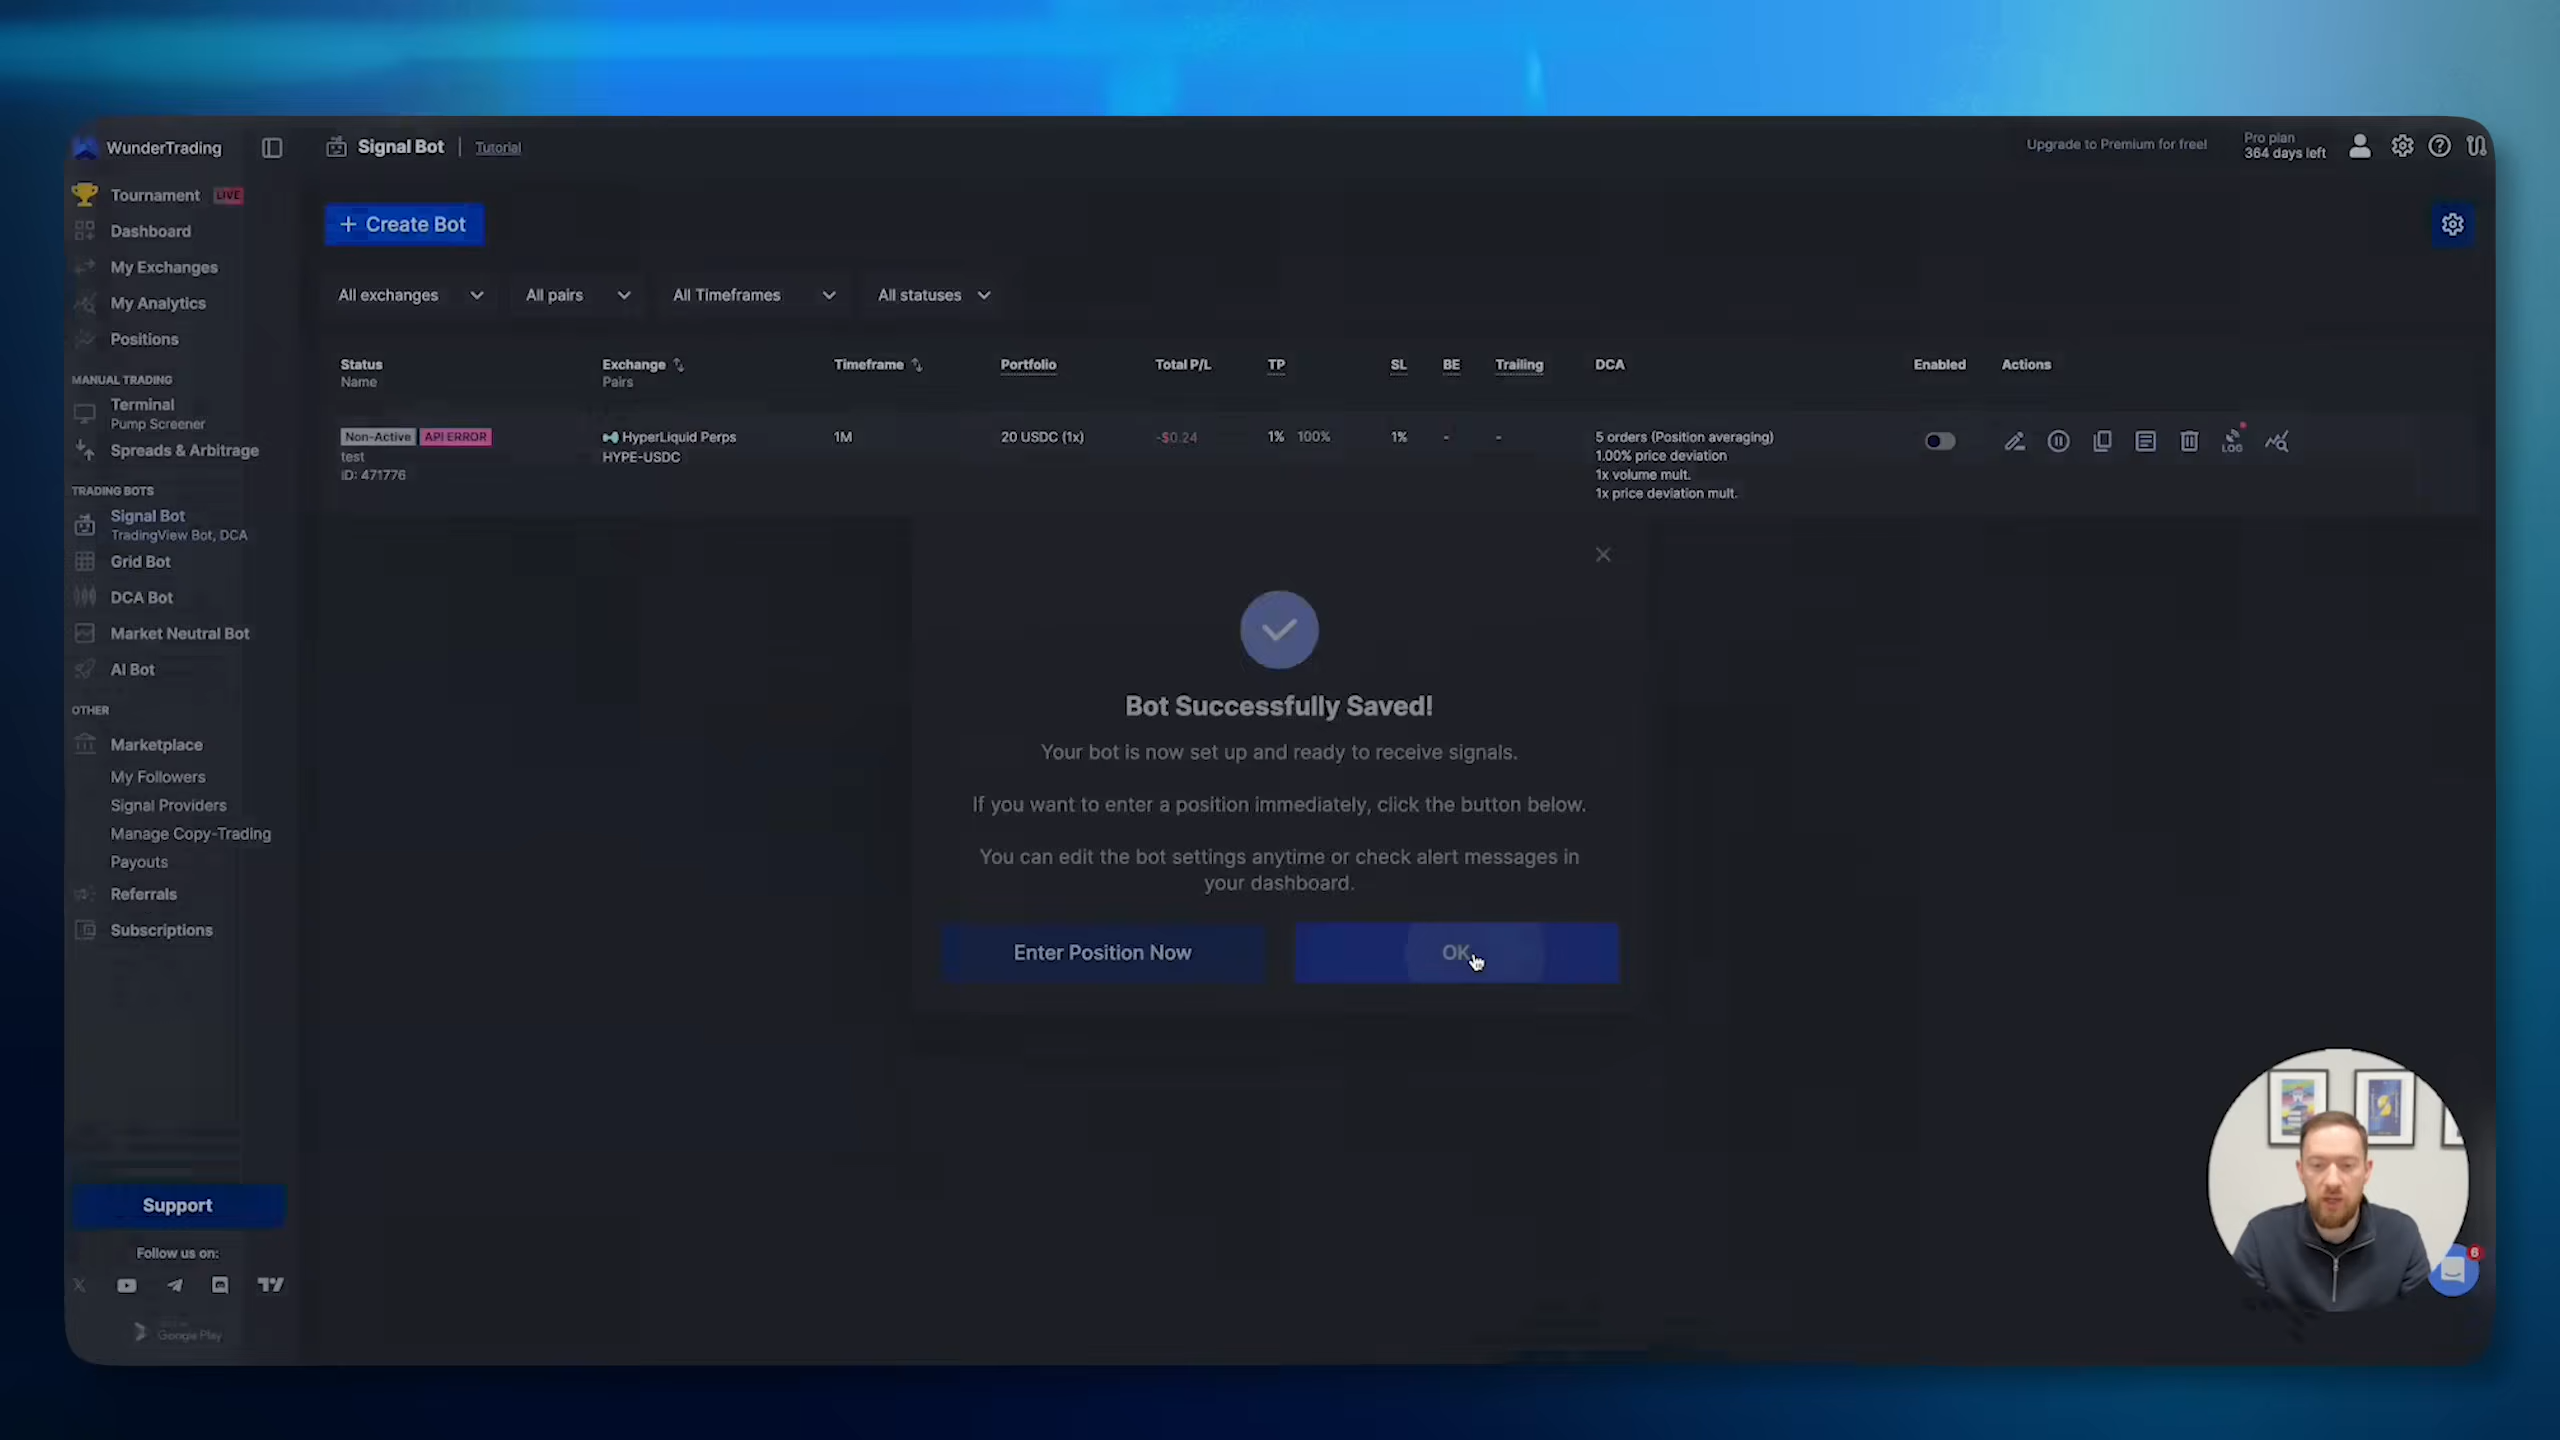 WunderTrading
Signal Bot
Tutorial
Upgrade to Premium for free!
Pro plan
364 days left
Tournament LIVE
Dashboard
My Exchanges
My Analytics
Positions
MANUAL TRADING
Terminal
Pump Screener
Spreads & Arbitrage
TRADING BOTS
Signal Bot
TradingView Bot, DCA
Grid Bot
DCA Bot
Market Neutral Bot
AI Bot
OTHER
Marketplace
My Followers
Signal Providers
Manage Copy-Trading
Payouts
Referrals
Subscriptions
Support
Follow us on:
Google Play
+ Create Bot
All exchanges
All pairs
All Timeframes
All statuses
Status
Name
Exchange
Pairs
Timeframe
Portfolio
Total P/L
TP
SL
BE
Trailing
DCA
Enabled
Actions
Non-Active API ERROR
test
ID: 471776
HyperLiquid Perps
HYPE-USDC
1M
20 USDC (1x)
-$0.24
1% 100%
1%
-
-
5 orders (Position averaging)
1.00% price deviation
1x volume mult.
1x price deviation mult.
LOG
Bot Successfully Saved!
Your bot is now set up and ready to receive signals.
If you want to enter a position immediately, click the button below.
You can edit the bot settings anytime or check alert messages in
your dashboard.
Enter Position Now
OK
6